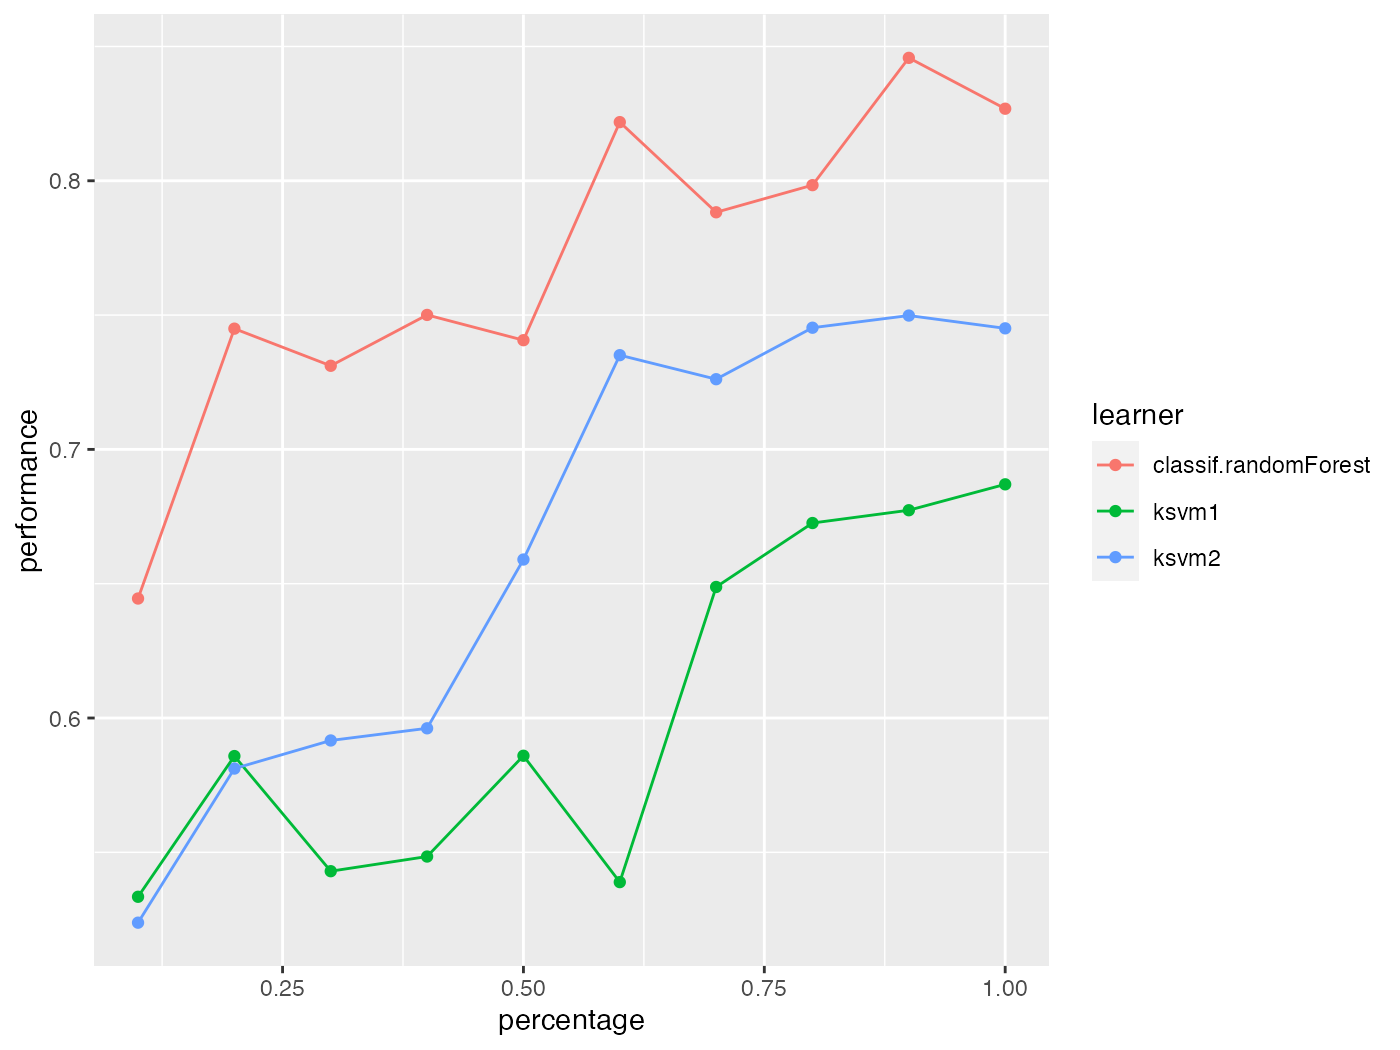 performance
0.8
0.7
0.6
0.25
0.50
0.75
1.00
percentage
learner
classif.randomForest
ksvm1
ksvm2